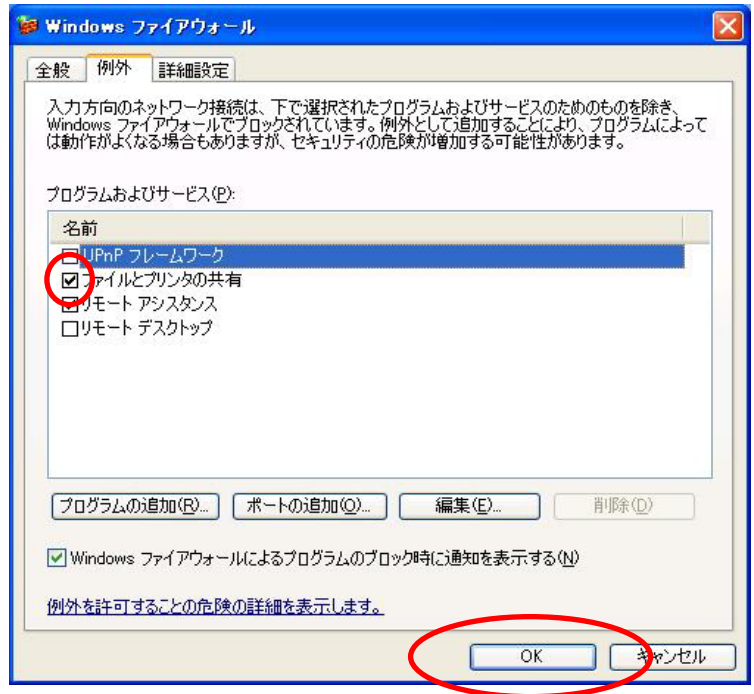 Windows ファイアウォール
全般 例外 詳細設定
入力方向のネットワーク接続は、下で選択されたプログラムおよびサービスのためのものを除き、
Windows ファイアウォールでブロックされています。例外として追加することにより、プログラムによって
は動作がよくなる場合もありますが、セキュリティの危険が増加する可能性があります。
プログラムおよびサービス(P):
名前
UPnP フレームワーク
ファイルとプリンタの共有
リモート アシスタンス
リモート デスクトップ
プログラムの追加(R)... ポートの追加(O)... 編集(E)... 削除(D)
Windows ファイアウォールによるプログラムのブロック時に通知を表示する(N)
例外を許可することの危険の詳細を表示します。
OK キャンセル